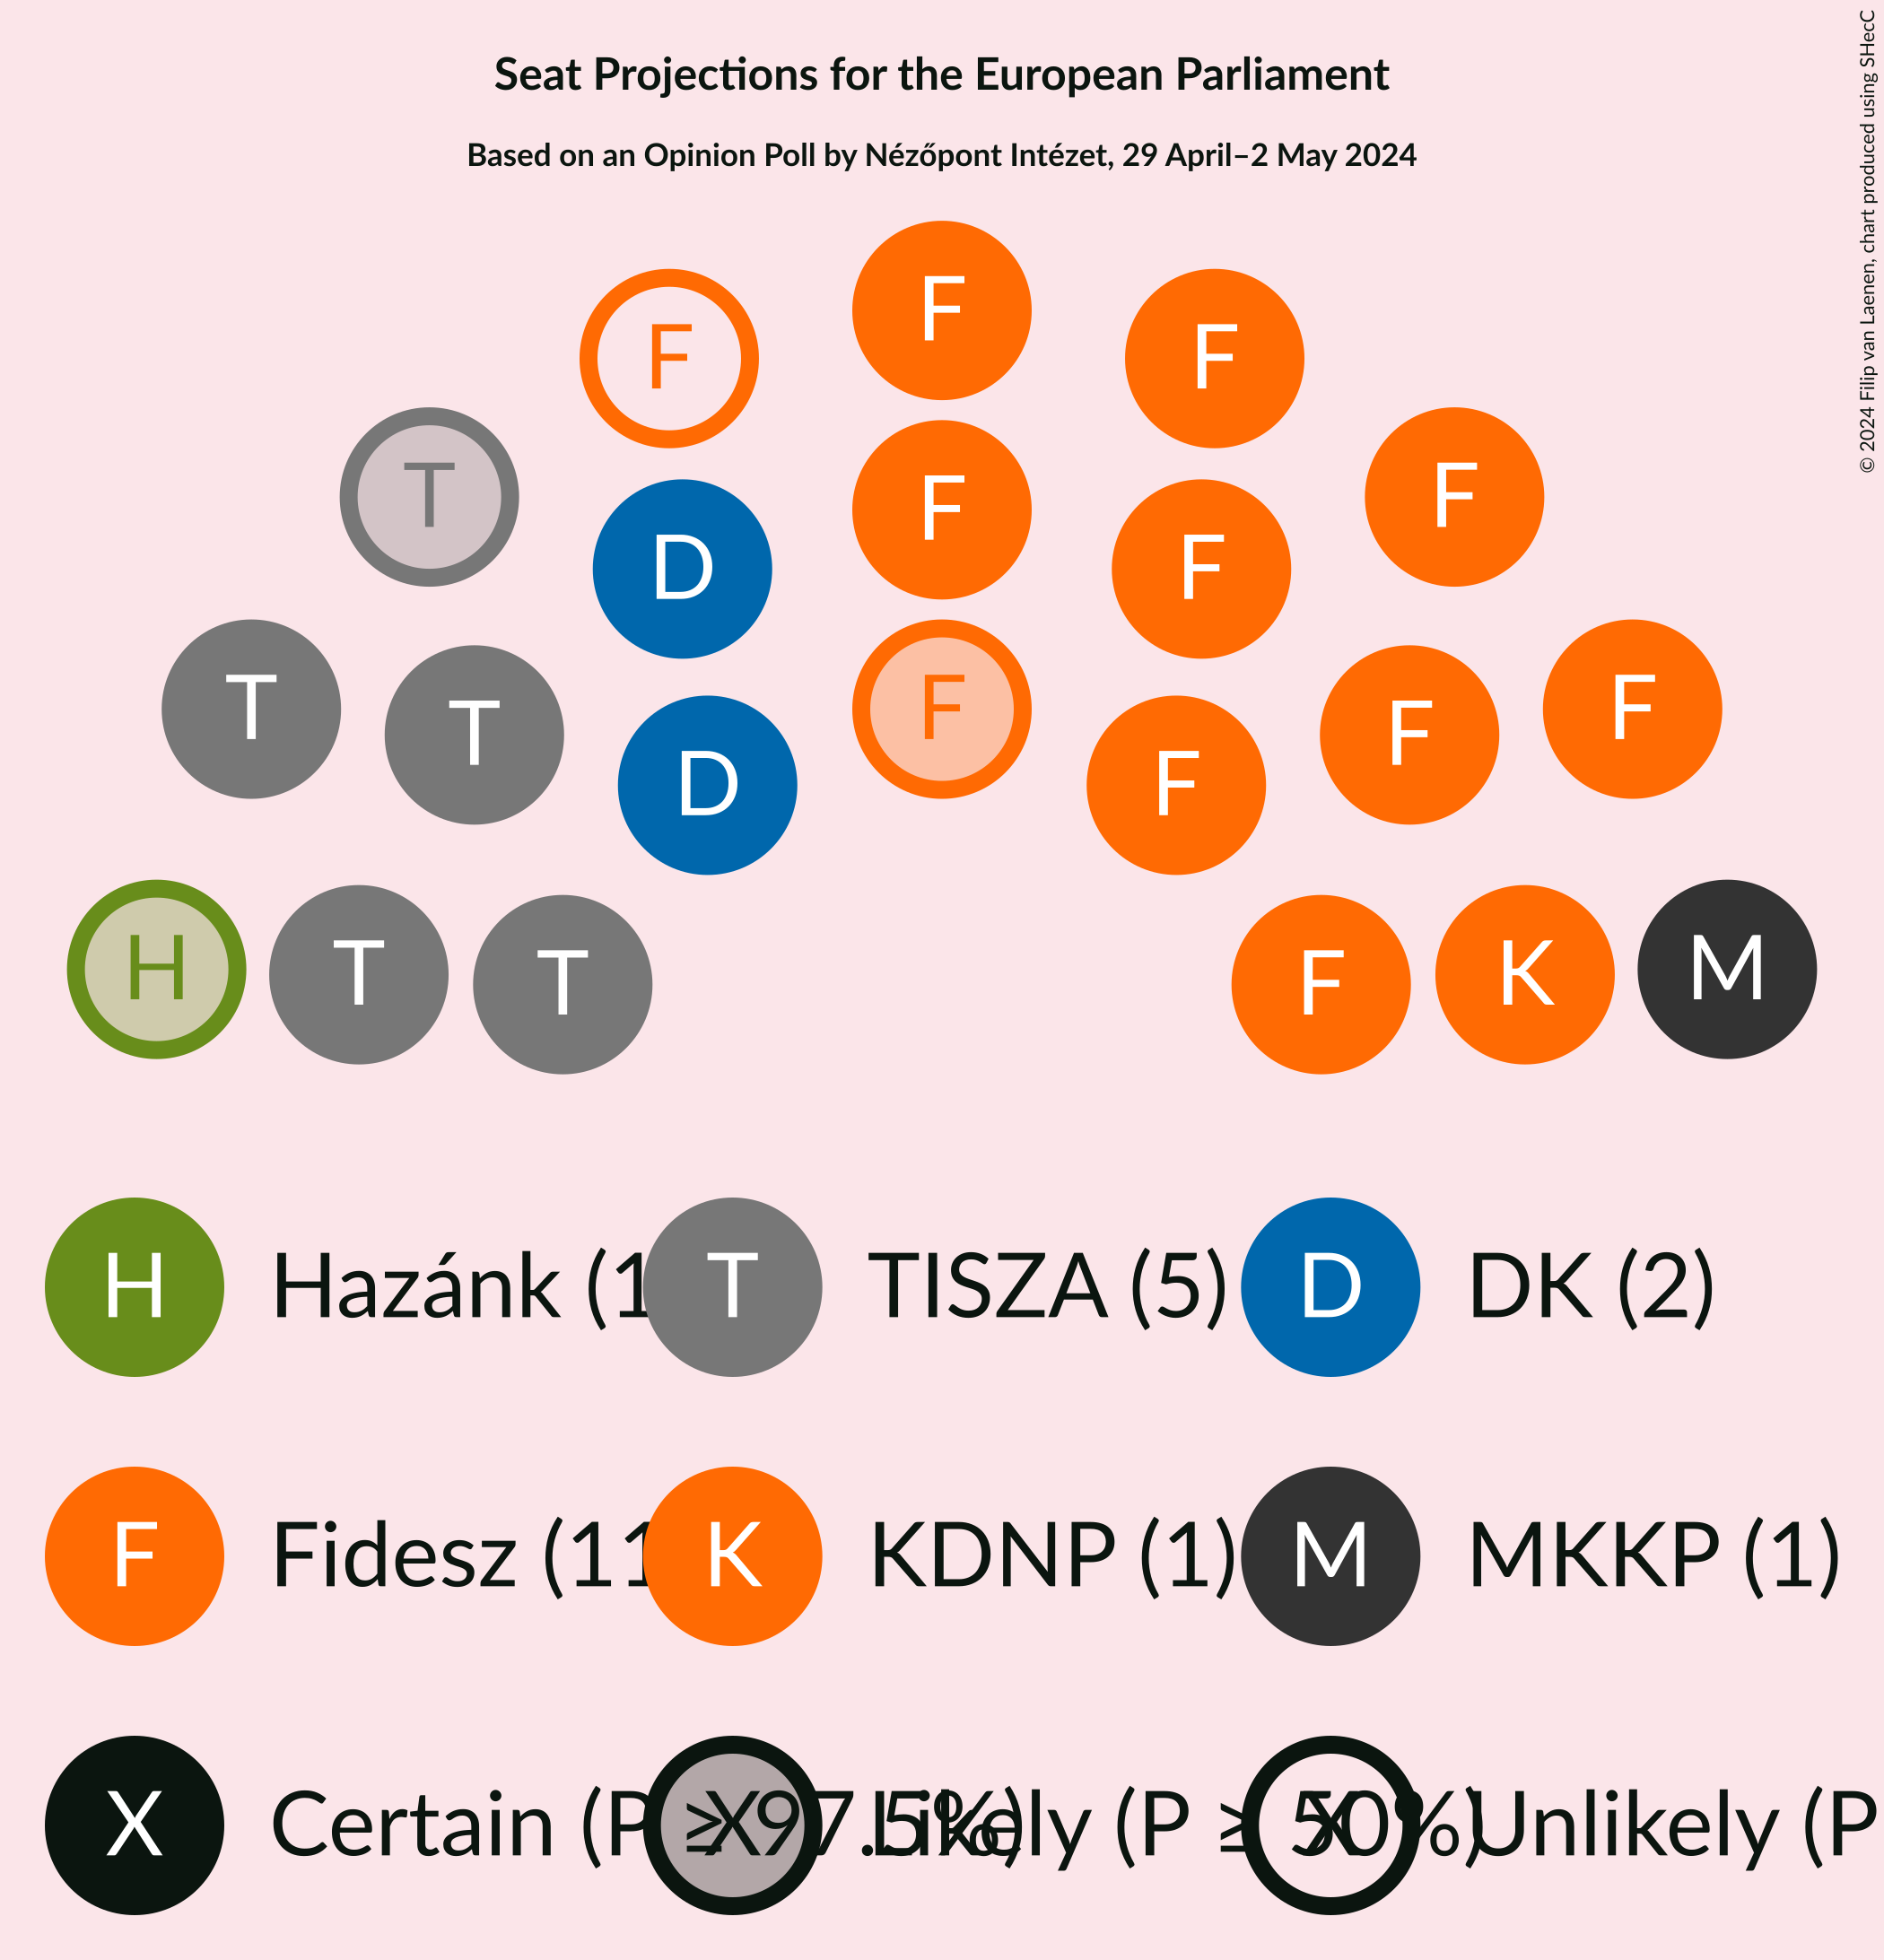 Seat Projections for the European Parliament
Based on an Opinion Poll by Nézőpont Intézet, 29 April–2 May 2024
© 2024 Filip van Laenen, chart produced using SHecC
F
F F
T F
D F F
T T F F F
D F
H T T F K M
H Hazánk (1 T TISZA (5) D DK (2)
F Fidesz (11 K KDNP (1) M MKKP (1)
X Certain (P ≥ 97.5%) X Likely (P ≥ 50%) X Unlikely (P